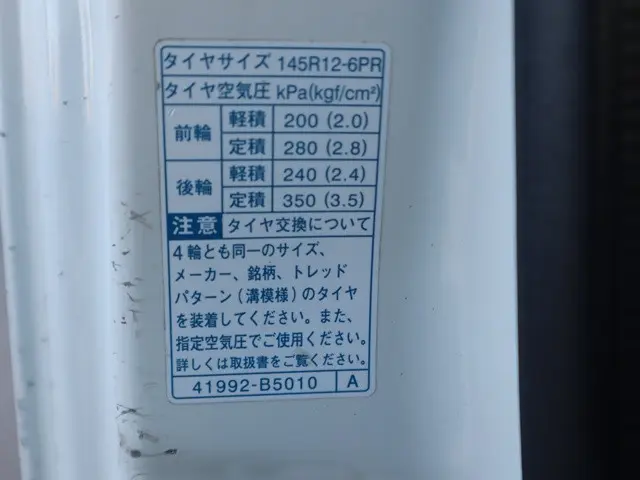 タイヤサイズ 145R12-6PR
タイヤ空気圧 kPa(kgf/cm²)
前輪 軽積 200 (2.0)
定積 280 (2.8)
後輪 軽積 240 (2.4)
定積 350 (3.5)
注意 タイヤ交換について
4輪とも同一のサイズ、
メーカー、銘柄、トレッド
パターン(溝模様)のタイヤ
を装着してください。また、
指定空気圧でご使用ください。
詳しくは取扱書をご覧ください。
41992-B5010 A